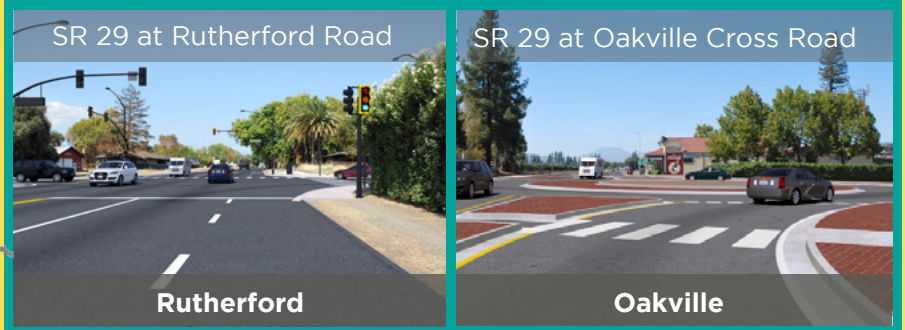 SR 29 at Rutherford Road
Rutherford
SR 29 at Oakville Cross Road
Oakville